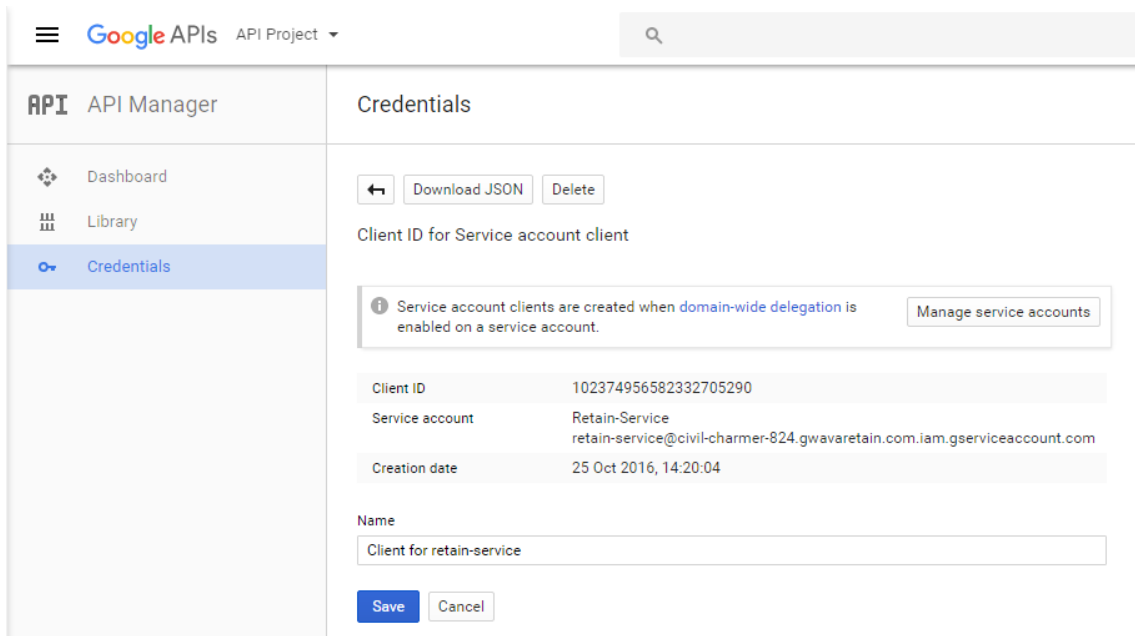 Google APIs API Project
API API Manager
Credentials
Dashboard
Library
Credentials
Download JSON Delete
Client ID for Service account client
Service account clients are created when domain-wide delegation is
enabled on a service account.
Manage service accounts
Client ID 102374956582332705290
Service account Retain-Service
retain-service@civil-charmer-824.gwavaretain.com.iam.gserviceaccount.com
Creation date 25 Oct 2016, 14:20:04
Name
Client for retain-service
Save Cancel